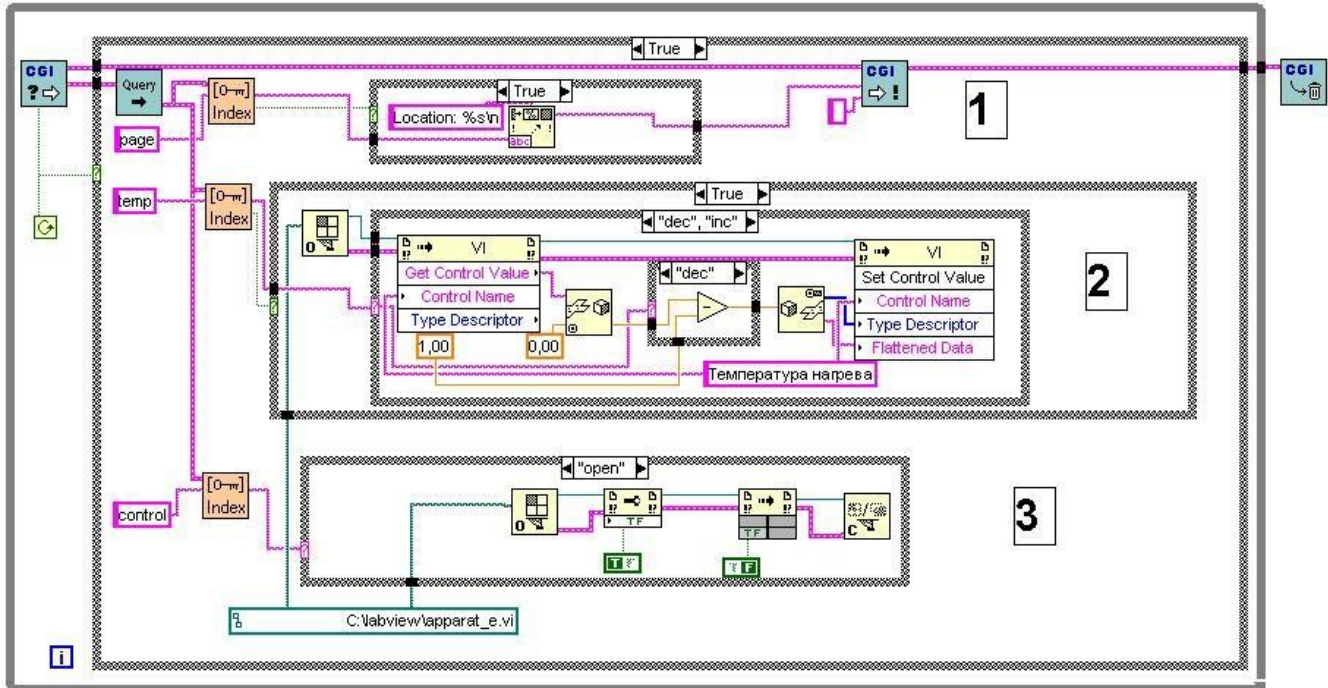 True
CGI
?
CGI
!
CGI
Query
[0
Index
True
Location: %s\n
abc
1
page
temp
[0
Index
True
"dec", "inc"
0
VI
Get Control Value
Control Name
Type Descriptor
"dec"
VI
Set Control Value
Control Name
Type Descriptor
Flattened Data
2
1,00
0,00
Температура нагрева
control
[0
Index
"open"
0
TF
TF
C
T
F
3
C:\labview\apparat_e.vi
i